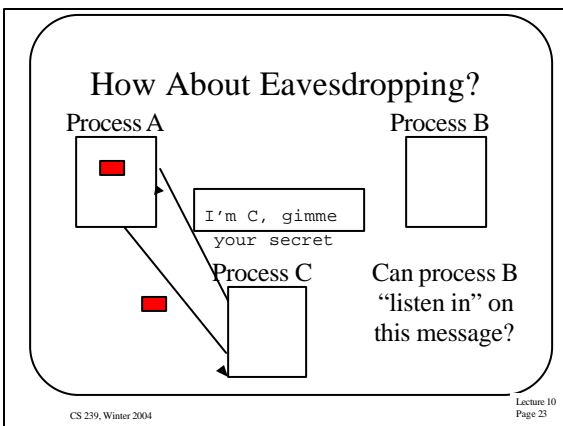 How About Eavesdropping?
Process A
Process B
I'm C, gimme
your secret
Process C
Can process B
“listen in” on
this message?
CS 239, Winter 2004
Lecture 10
Page 23